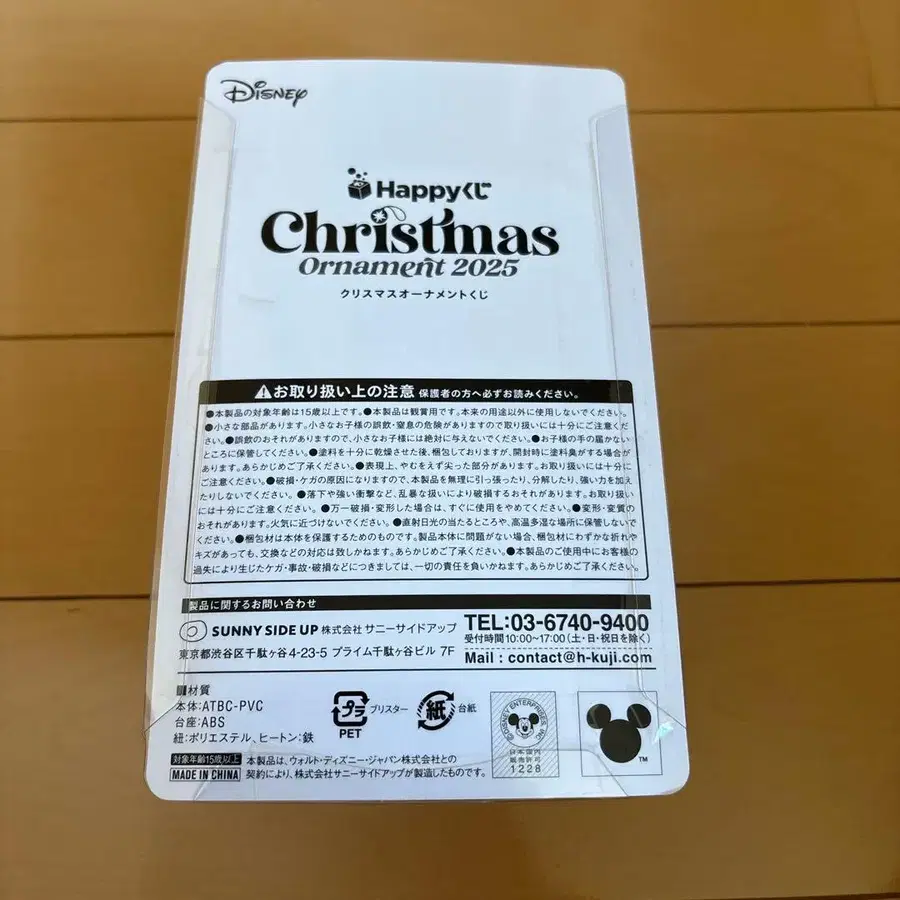 Disney
Happyくじ
Christmas
Ornament 2025
クリスマスオーナメントくじ
お取り扱い上の注意 保護者の方へ必ずお読みください。
●本製品の対象年齢は15歳以上です。●本製品は観賞用です。本来の用途以外に使用しないでください。
●小さな部品があります。小さなお子様の誤飲・窒息の危険がありますので取り扱いには十分にご注意くだ
さい。●誤飲のおそれがありますので、小さなお子様には絶対に与えないでください。●お子様の手の届かない
ところに保管してください。●塗料を十分に乾燥させた後、梱包しておりますが、開封時に塗料臭がする場合が
あります。あらかじめご了承ください。●表現上、やむをえず尖った部分があります。お取り扱いには十分にご
注意ください。●破損・ケガの原因になりますので、本製品を無理に引っ張ったり、分解したり、強い力を加え
たりしないでください。●落下や強い衝撃など、乱暴な扱いにより破損するおそれがあります。お取り扱い
には十分にご注意ください。●万一破損・変形した場合は、すぐに使用をやめてください。●変形・変質の
おそれがあります。火気に近づけないでください。●直射日光の当たるところや、高温多湿な場所に保管しないで
ください。●梱包材は本体を保護するためのものです。製品本体に問題がない場合、梱包材にわずかな折れや
キズがあっても、交換などの対応は致しかねます。あらかじめご了承ください。●本製品のご使用中にお客様の
過失により生じたケガ・事故・破損などにつきましては、一切の責任を負いかねます。あらかじめご了承ください。
製品に関するお問い合わせ
SUNNY SIDE UP 株式会社 サニーサイドアップ
東京都渋谷区千駄ヶ谷4-23-5 プライム千駄ヶ谷ビル 7F
TEL:03-6740-9400
受付時間10:00~17:00(土・日・祝日を除く)
Mail : contact@h-kuji.com
材質
本体:ATBC-PVC
台座:ABS
紐:ポリエステル、ヒートン:鉄
プラ ブリスター
PET
紙 台紙
対象年齢15歳以上
MADE IN CHINA
本製品は、ウォルト・ディズニー・ジャパン株式会社との
契約により、株式会社サニーサイドアップが製造したものです。
©DISNEY ENTERPRISES, INC.
日本国内
販売許可
1228
TM